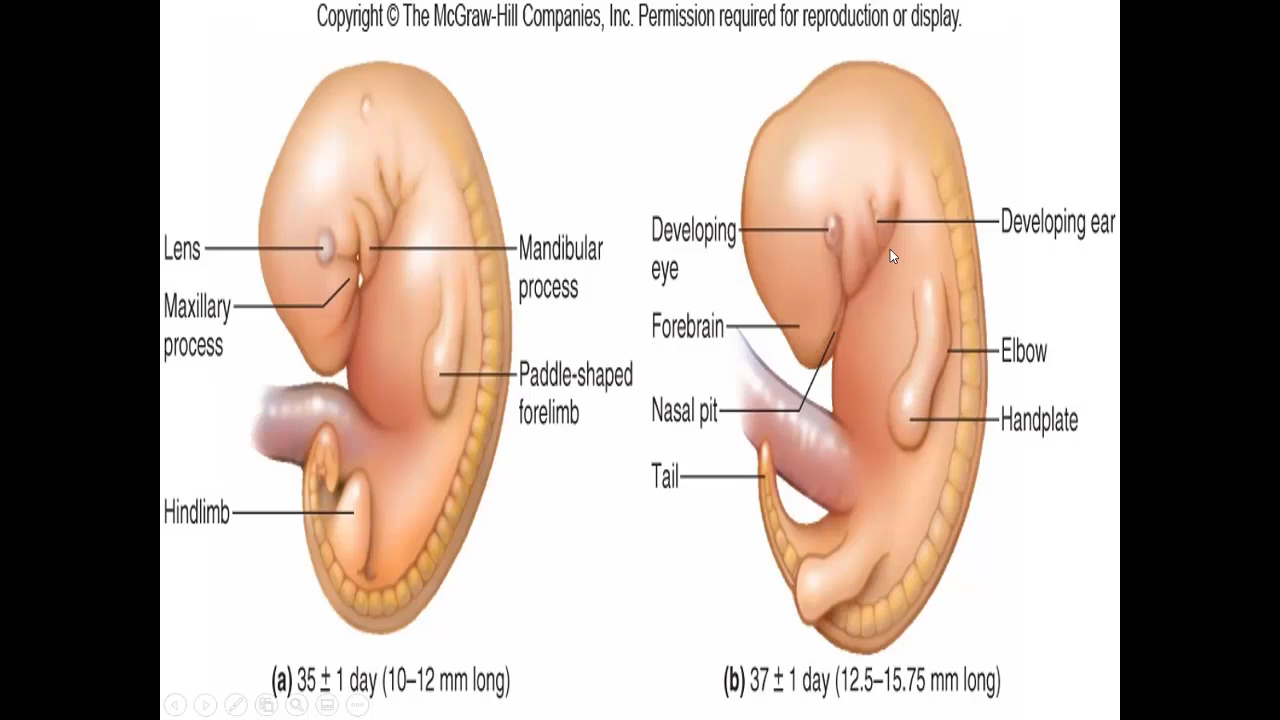 Copyright © The McGraw-Hill Companies, Inc. Permission required for reproduction or display.
Lens
Maxillary
process
Hindlimb
Mandibular
process
Paddle-shaped
forelimb
(a) 35 ± 1 day (10–12 mm long)
Developing
eye
Forebrain
Nasal pit
Tail
Developing ear
Elbow
Handplate
(b) 37 ± 1 day (12.5–15.75 mm long)